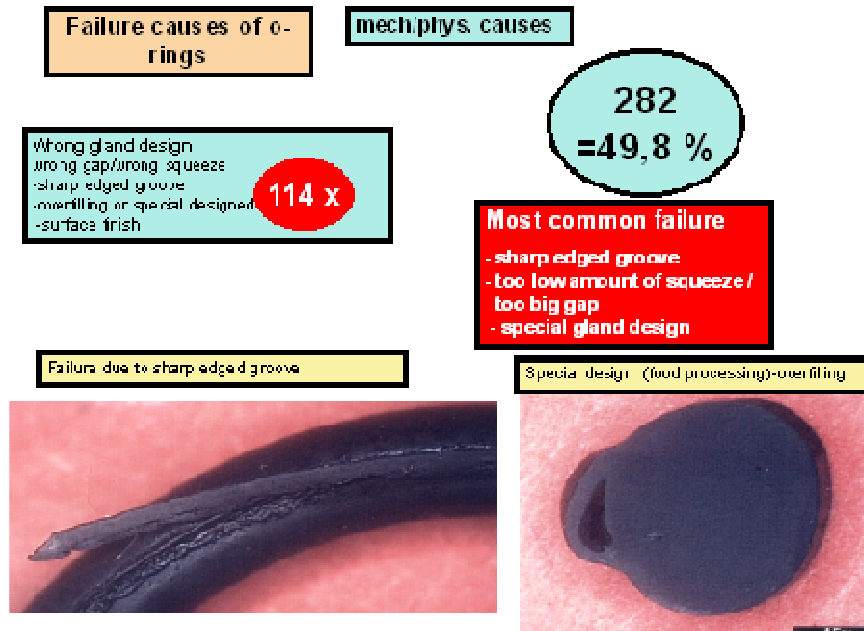 Failure causes of o-
rings
mech/phys. causes
282
=49,8 %
Wrong gland design
wrong gap/wrong squeeze
-sharp edged groove
-overfilling or special designed
-surface finish
114 x
Most common failure
- sharp edged groove
- too low amount of squeeze /
too big gap
- special gland design
Failure due to sharp edged groove
Special design (food processing)-overfilling